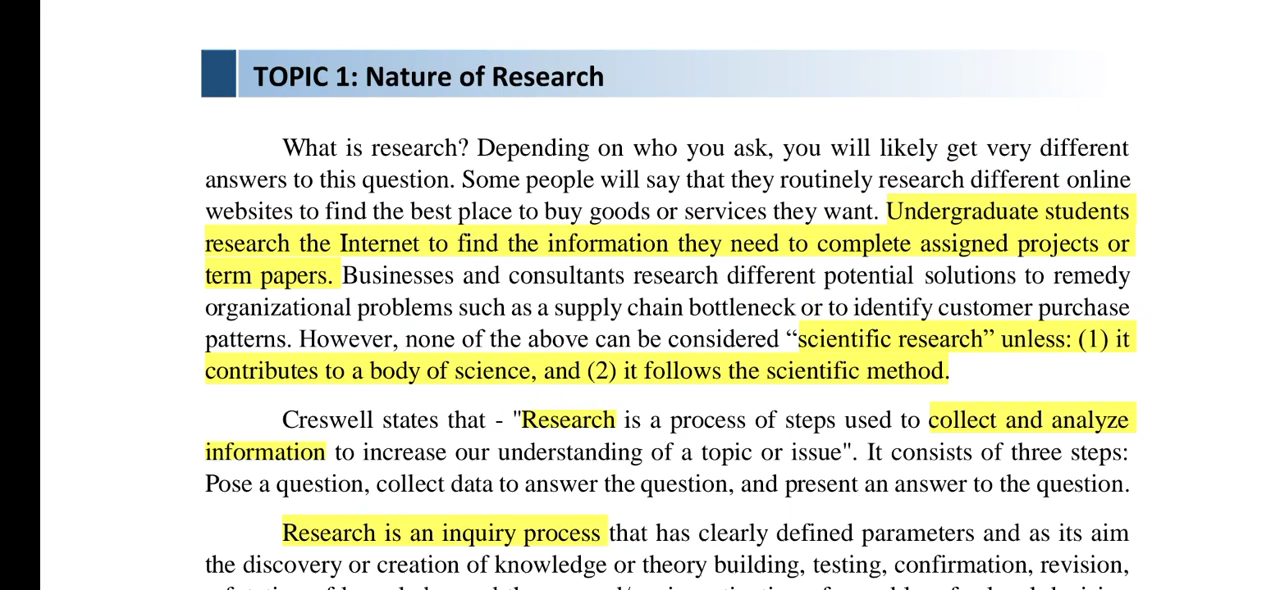 TOPIC 1: Nature of Research
What is research? Depending on who you ask, you will likely get very different
answers to this question. Some people will say that they routinely research different online
websites to find the best place to buy goods or services they want. Undergraduate students
research the Internet to find the information they need to complete assigned projects or
term papers. Businesses and consultants research different potential solutions to remedy
organizational problems such as a supply chain bottleneck or to identify customer purchase
patterns. However, none of the above can be considered “scientific research” unless: (1) it
contributes to a body of science, and (2) it follows the scientific method.
Creswell states that - "Research is a process of steps used to collect and analyze
information to increase our understanding of a topic or issue". It consists of three steps:
Pose a question, collect data to answer the question, and present an answer to the question.
Research is an inquiry process that has clearly defined parameters and as its aim
the discovery or creation of knowledge or theory building, testing, confirmation, revision,